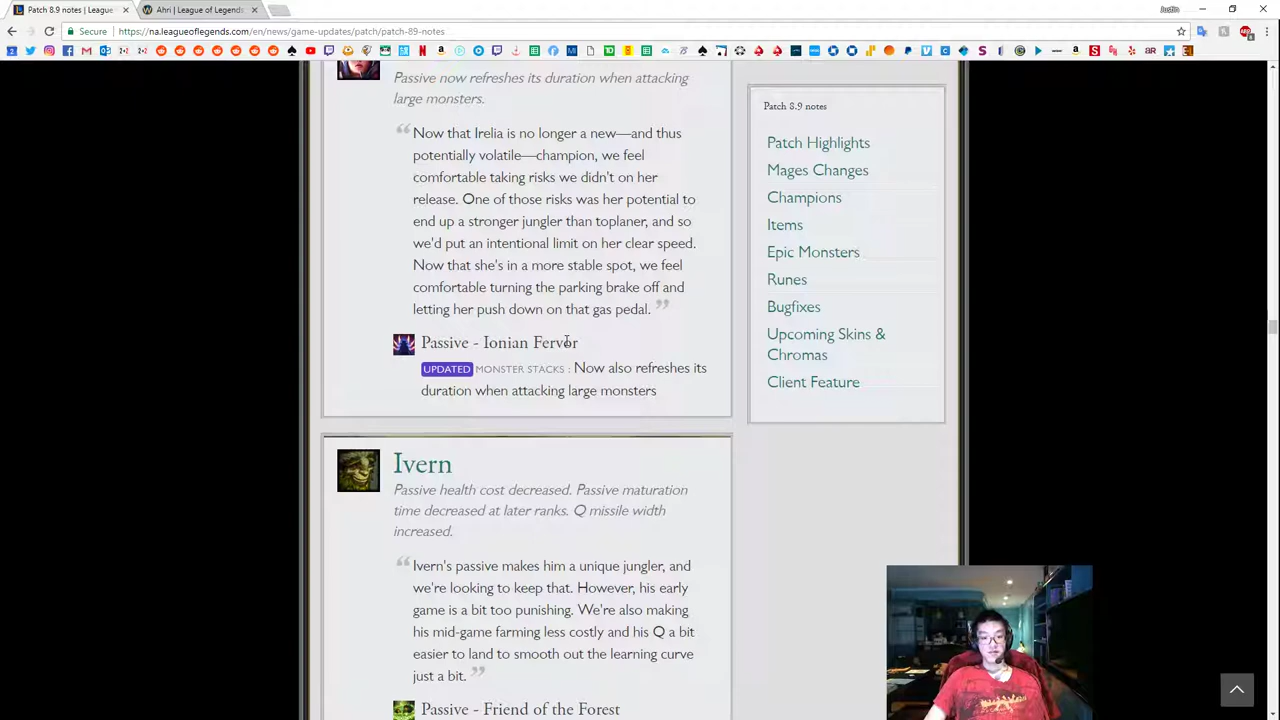 Patch 8.9 notes | League
Ahri | League of Legend
Justin
Secure
https://na.leagueoflegends.com/en/news/game-updates/patch/patch-89-notes
Passive now refreshes its duration when attacking
large monsters.
“ Now that Irelia is no longer a new—and thus
potentially volatile—champion, we feel
comfortable taking risks we didn't on her
release. One of those risks was her potential to
end up a stronger jungler than toplaner, and so
we'd put an intentional limit on her clear speed.
Now that she's in a more stable spot, we feel
comfortable turning the parking brake off and
letting her push down on that gas pedal. ”
Passive - Ionian Fervor
UPDATED MONSTER STACKS : Now also refreshes its
duration when attacking large monsters
Ivern
Passive health cost decreased. Passive maturation
time decreased at later ranks. Q missile width
increased.
“ Ivern's passive makes him a unique jungler, and
we're looking to keep that. However, his early
game is a bit too punishing. We're also making
his mid-game farming less costly and his Q a bit
easier to land to smooth out the learning curve
just a bit. ”
Passive - Friend of the Forest
Patch 8.9 notes
Patch Highlights
Mages Changes
Champions
Items
Epic Monsters
Runes
Bugfixes
Upcoming Skins &
Chromas
Client Feature